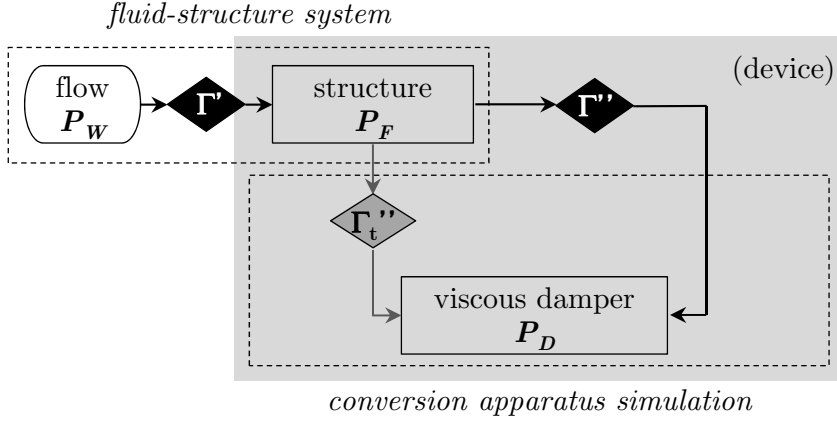 fluid-structure system
(device)
flow
P_W
Γ'
structure
P_F
Γ''
Γ_t''
viscous damper
P_D
conversion apparatus simulation